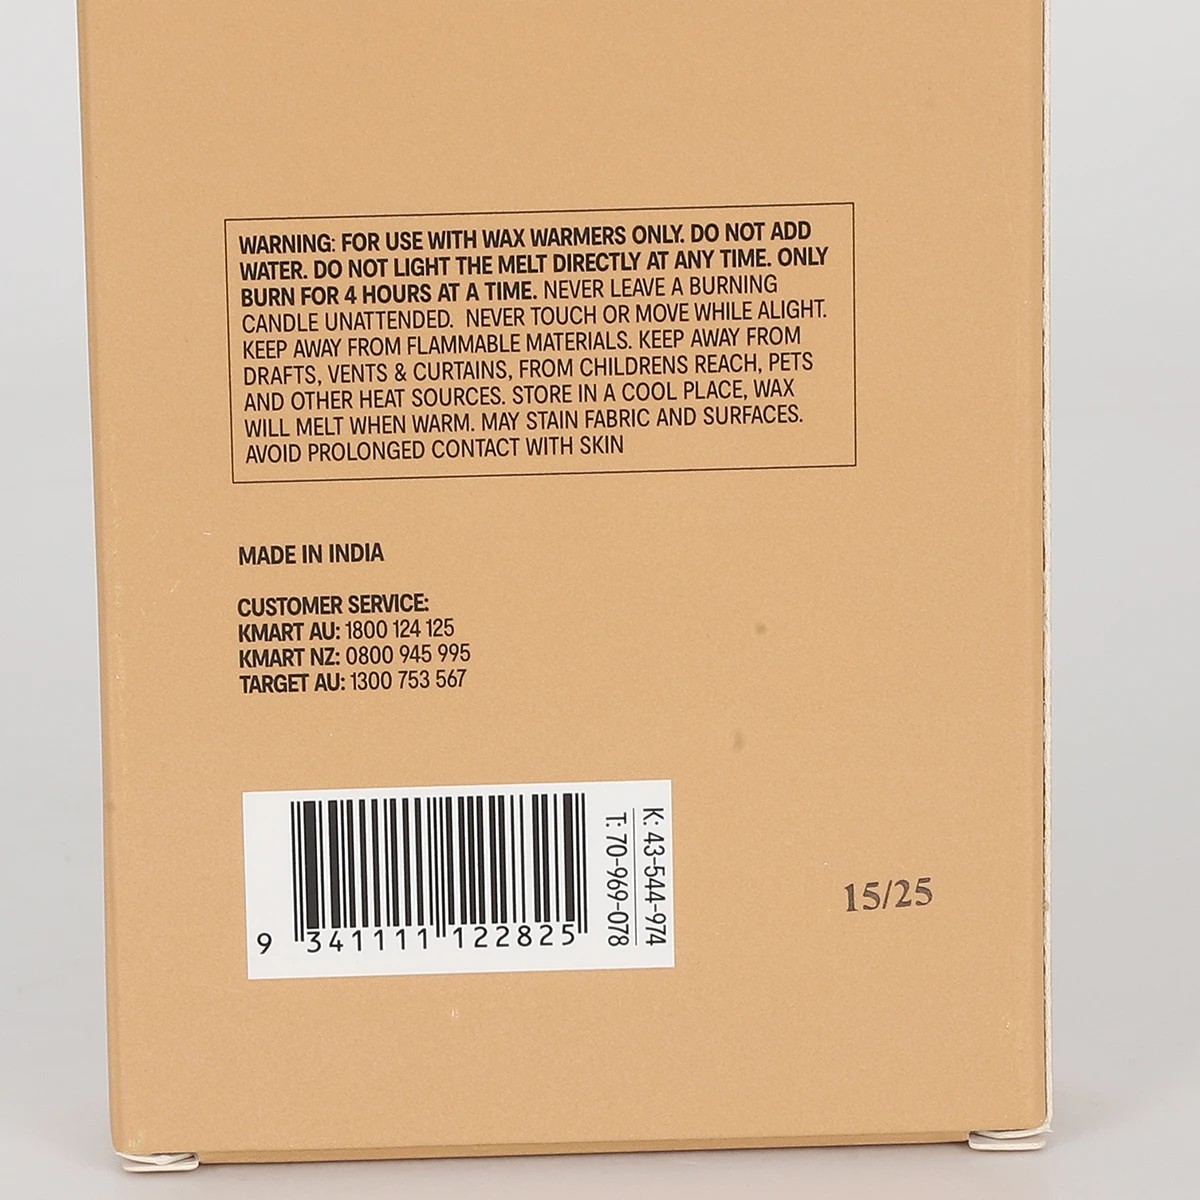 WARNING: FOR USE WITH WAX WARMERS ONLY. DO NOT ADD
WATER. DO NOT LIGHT THE MELT DIRECTLY AT ANY TIME. ONLY
BURN FOR 4 HOURS AT A TIME. NEVER LEAVE A BURNING
CANDLE UNATTENDED. NEVER TOUCH OR MOVE WHILE ALIGHT.
KEEP AWAY FROM FLAMMABLE MATERIALS. KEEP AWAY FROM
DRAFTS, VENTS & CURTAINS, FROM CHILDRENS REACH, PETS
AND OTHER HEAT SOURCES. STORE IN A COOL PLACE, WAX
WILL MELT WHEN WARM. MAY STAIN FABRIC AND SURFACES.
AVOID PROLONGED CONTACT WITH SKIN
MADE IN INDIA
CUSTOMER SERVICE:
KMART AU: 1800 124 125
KMART NZ: 0800 945 995
TARGET AU: 1300 753 567
9 341111 122825
K: 43-544-974
T: 70-969-078
15/25